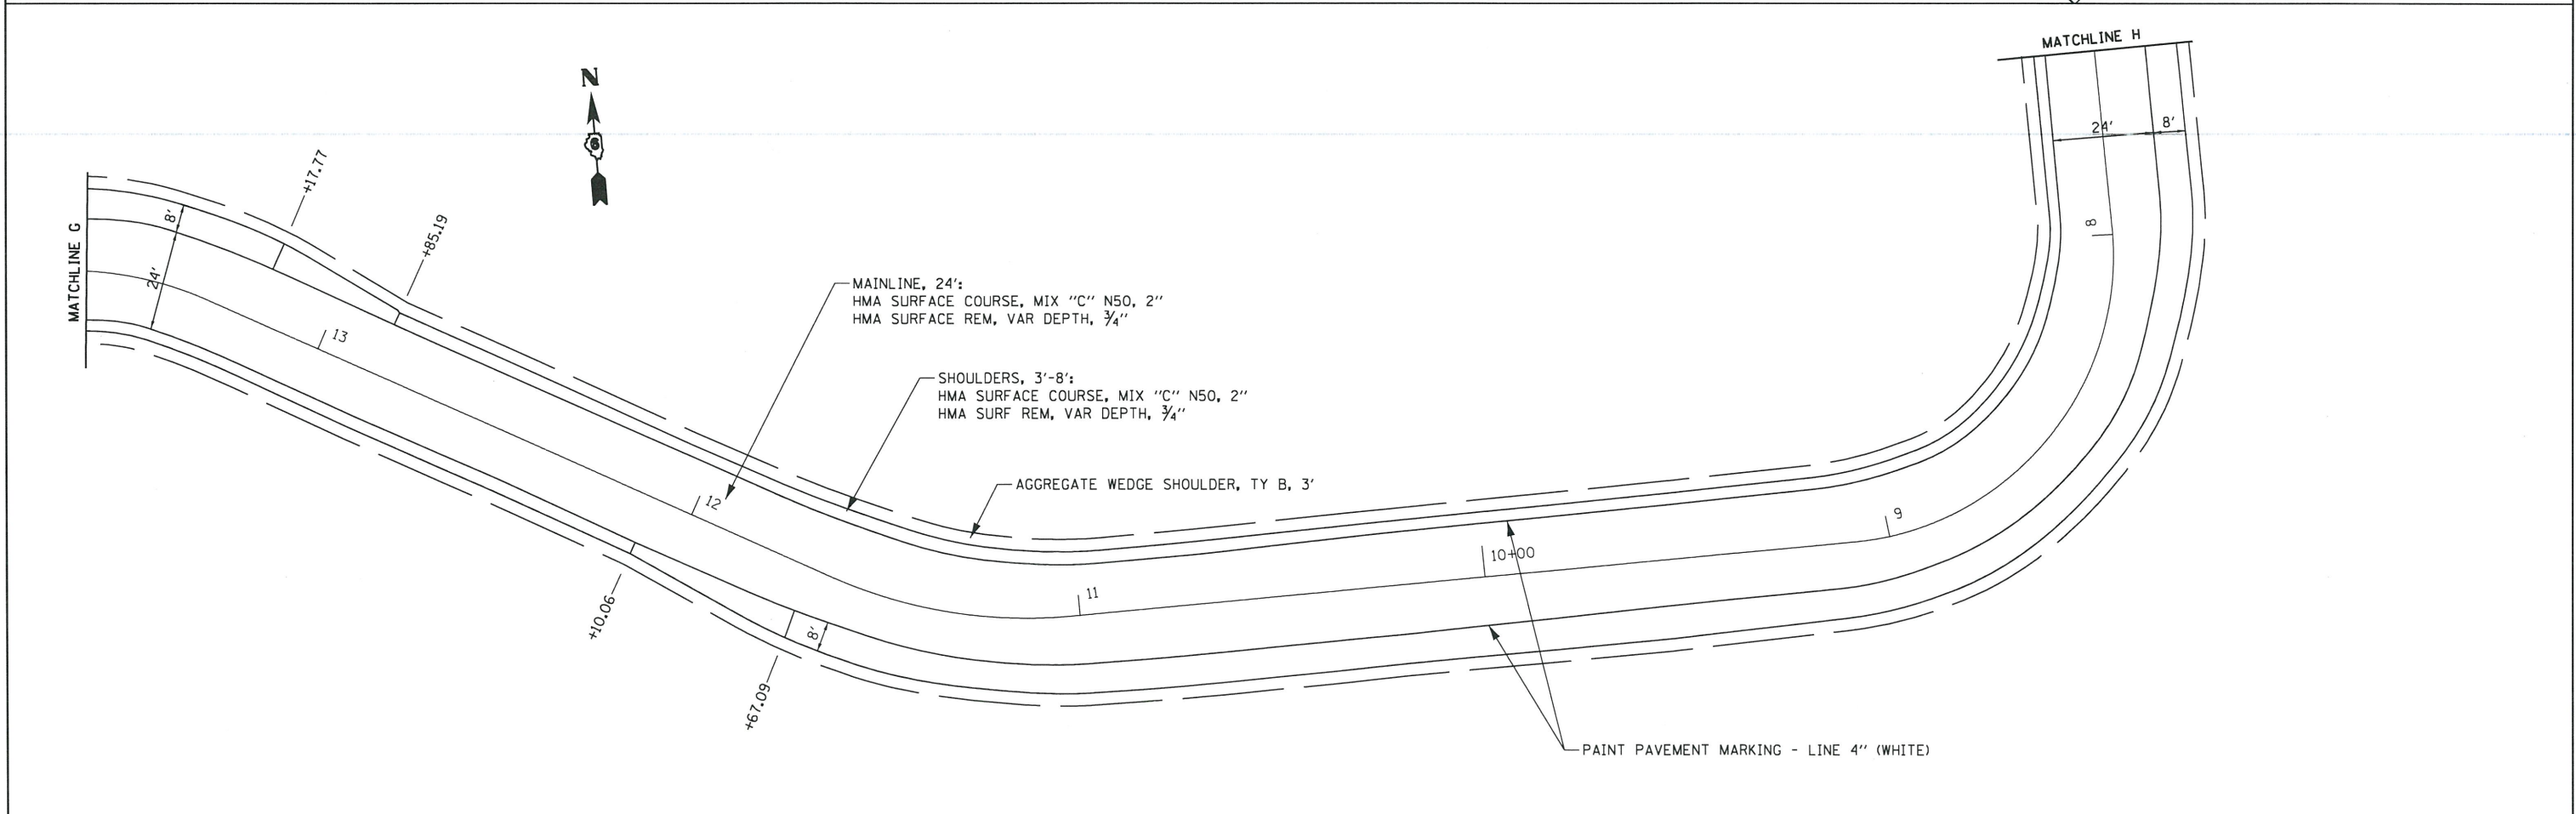 MATCHLINE H
N
6
24'
8'
+17.77
+85.19
8'
24'
MATCHLINE G
8
MAINLINE, 24':
HMA SURFACE COURSE, MIX "C" N50, 2"
HMA SURFACE REM, VAR DEPTH, ¾"
13
SHOULDERS, 3'-8':
HMA SURFACE COURSE, MIX "C" N50, 2"
HMA SURF REM, VAR DEPTH, ¾"
AGGREGATE WEDGE SHOULDER, TY B, 3'
12
9
10+00
11
+10.06
8'
+67.09
PAINT PAVEMENT MARKING - LINE 4" (WHITE)